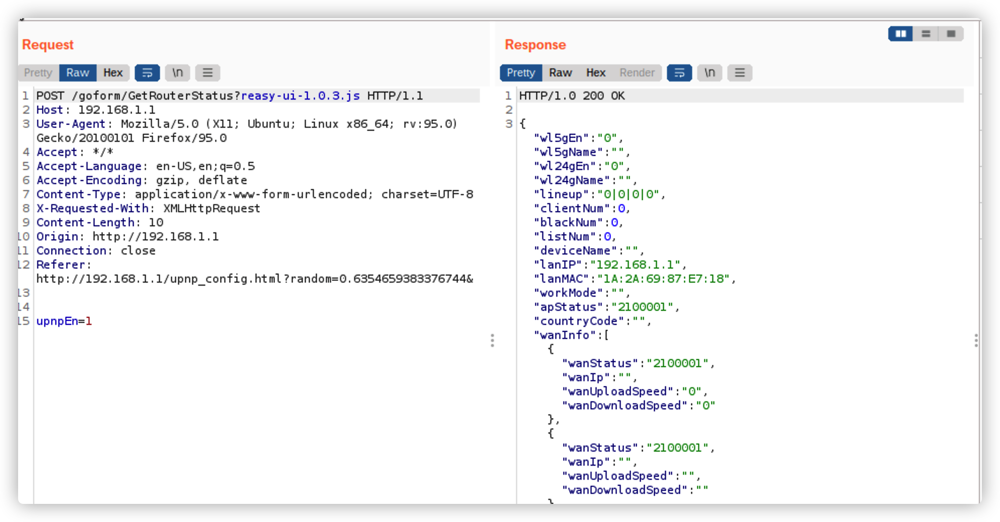 Request
Pretty Raw Hex \n
1 POST /goform/GetRouterStatus?reasy-ui-1.0.3.js HTTP/1.1
2 Host: 192.168.1.1
3 User-Agent: Mozilla/5.0 (X11; Ubuntu; Linux x86_64; rv:95.0)
Gecko/20100101 Firefox/95.0
4 Accept: */*
5 Accept-Language: en-US,en;q=0.5
6 Accept-Encoding: gzip, deflate
7 Content-Type: application/x-www-form-urlencoded; charset=UTF-8
8 X-Requested-With: XMLHttpRequest
9 Content-Length: 10
10 Origin: http://192.168.1.1
11 Connection: close
12 Referer:
http://192.168.1.1/upnp_config.html?random=0.6354659383376744&
13
14
15 upnpEn=1
Response
Pretty Raw Hex Render \n
1 HTTP/1.0 200 OK
2
3 {
"wl5gEn":"0",
"wl5gName":"",
"wl24gEn":"0",
"wl24gName":"",
"lineup":"0|0|0|0",
"clientNum":0,
"blackNum":0,
"listNum":0,
"deviceName":"",
"lanIP":"192.168.1.1",
"lanMAC":"1A:2A:69:87:E7:18",
"workMode":"",
"apStatus":"2100001",
"countryCode":"",
"wanInfo":[
{
"wanStatus":"2100001",
"wanIp":"",
"wanUploadSpeed":"0",
"wanDownloadSpeed":"0"
},
{
"wanStatus":"2100001",
"wanIp":"",
"wanUploadSpeed":"",
"wanDownloadSpeed":""
}